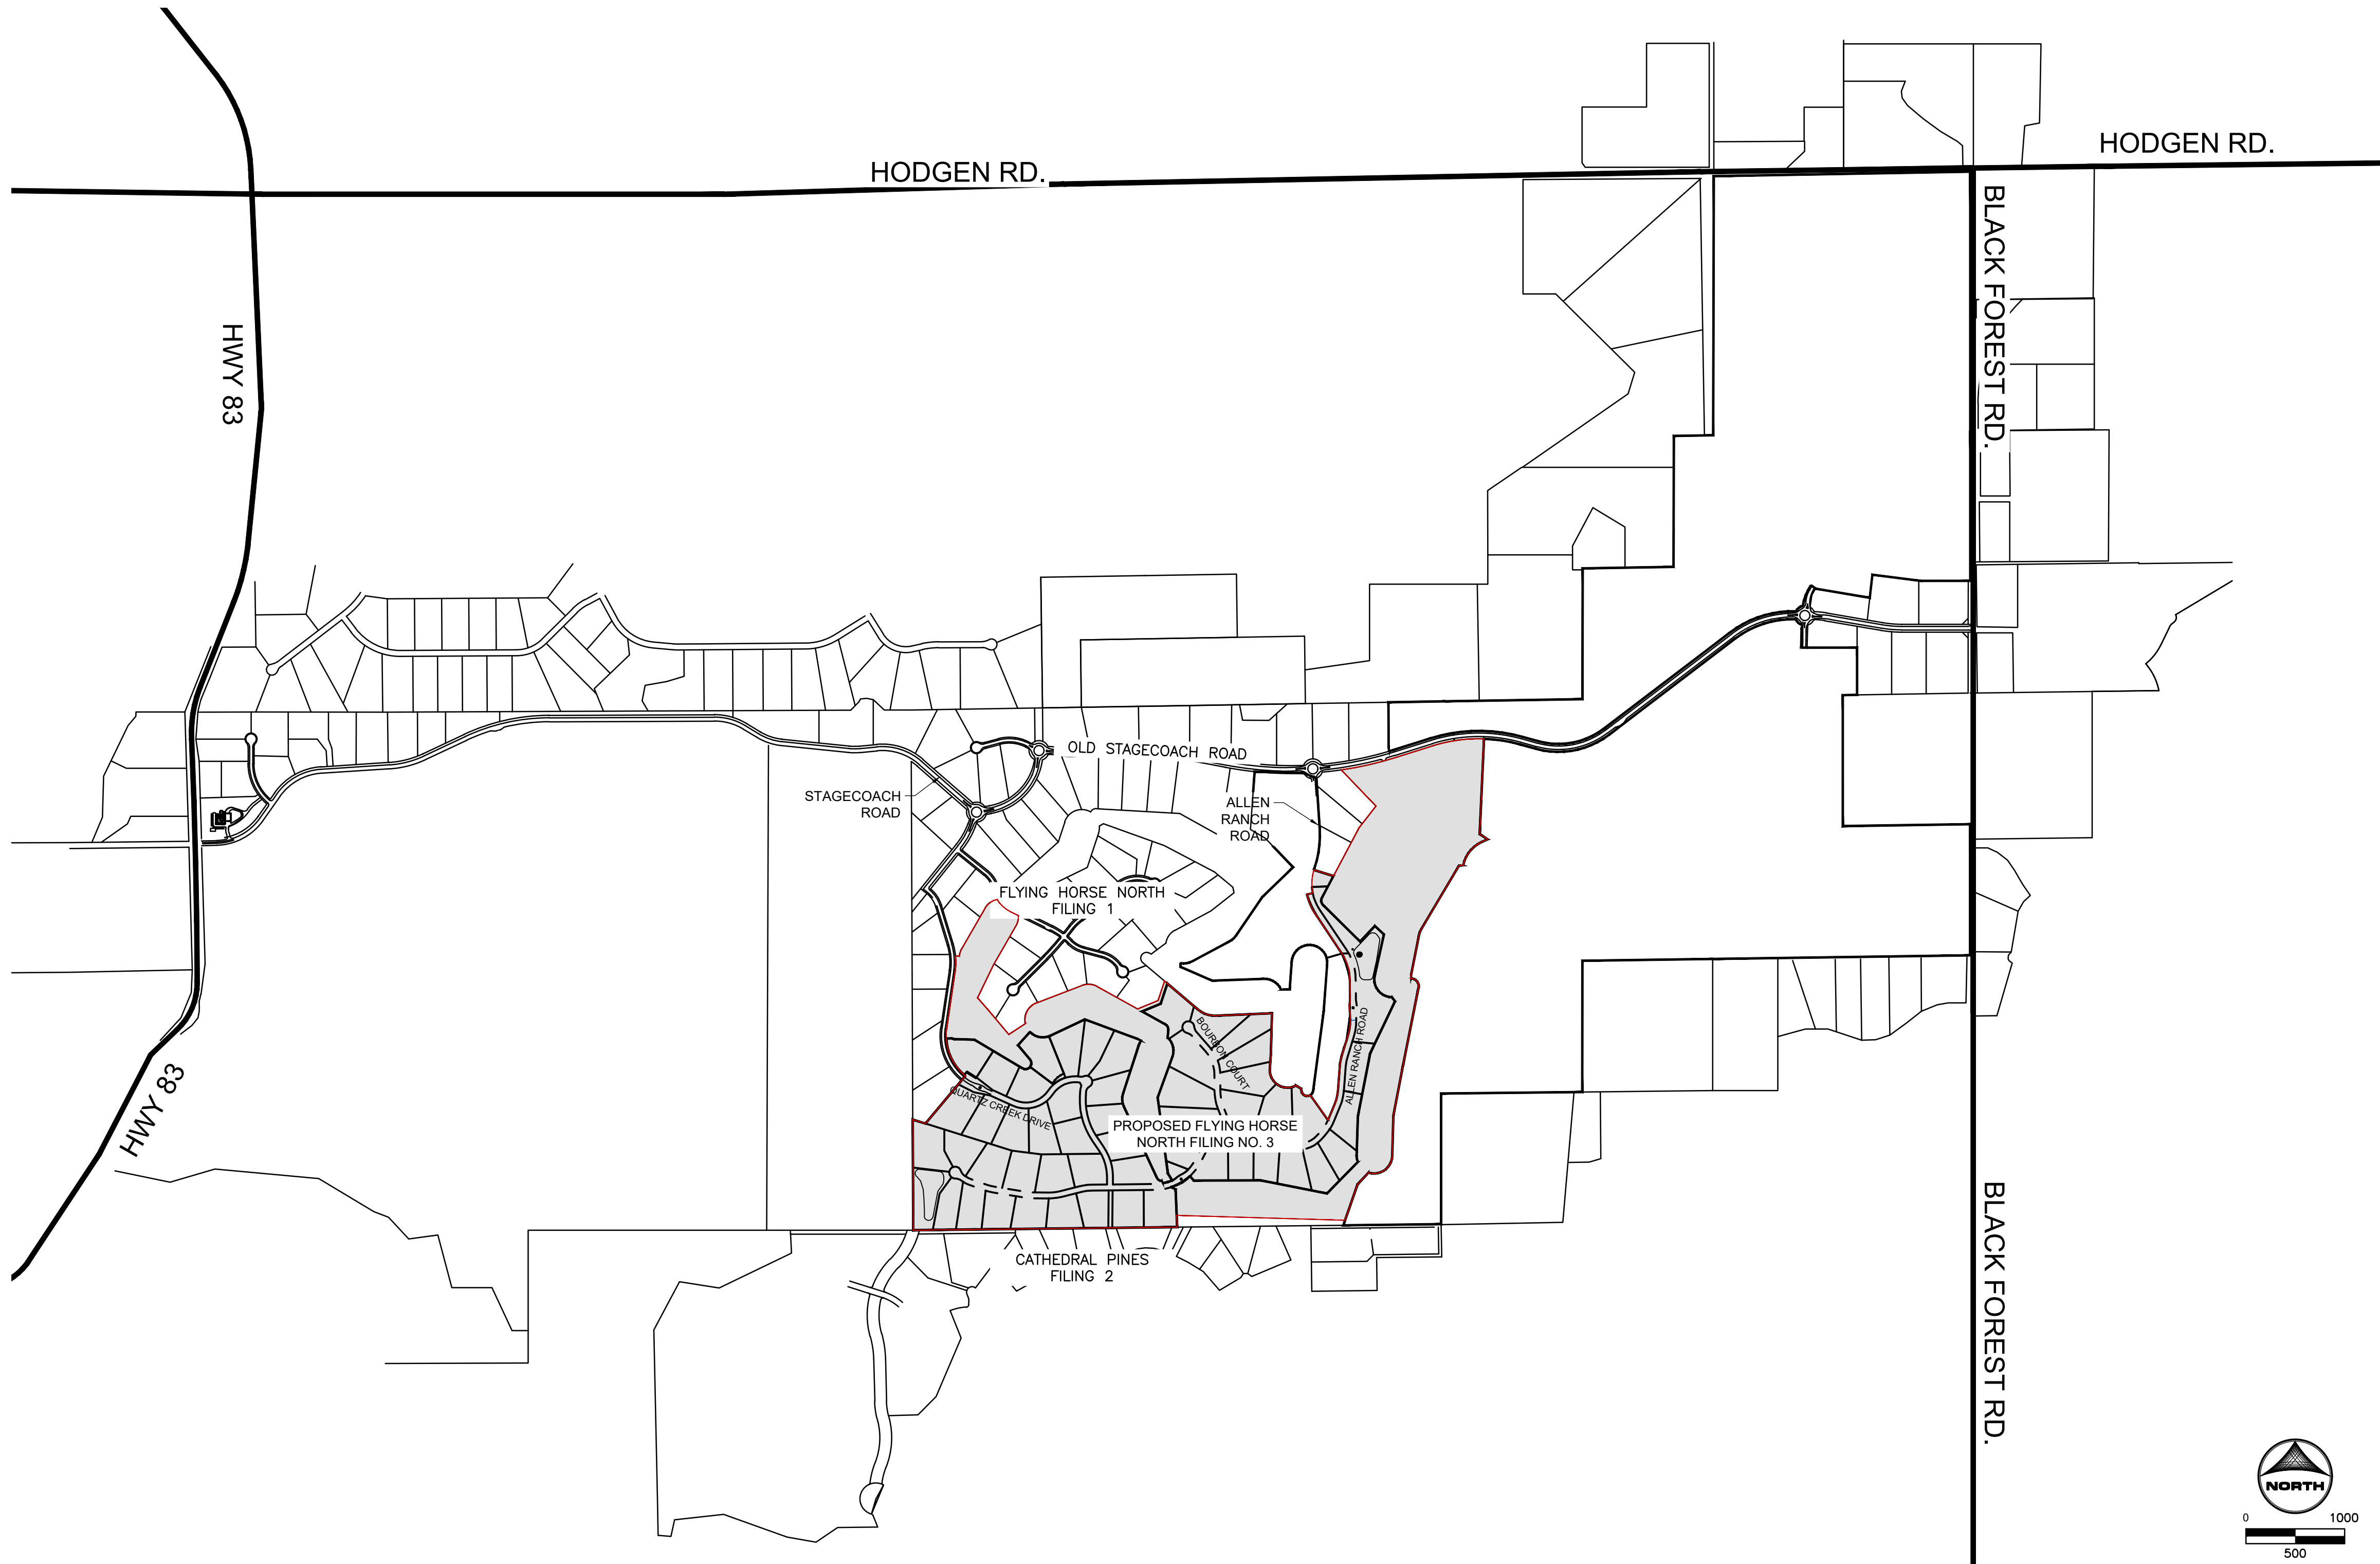 HODGEN RD.
HODGEN RD.
BLACK FOREST RD.
HWY 83
OLD STAGECOACH ROAD
STAGECOACH
ROAD
ALLEN
RANCH
ROAD
FLYING HORSE NORTH
FILING 1
BOURBON COURT
ALLEN RANCH ROAD
QUARTZ CREEK DRIVE
PROPOSED FLYING HORSE
NORTH FILING NO. 3
HWY 83
CATHEDRAL PINES
FILING 2
BLACK FOREST RD.
NORTH
0 1000
500